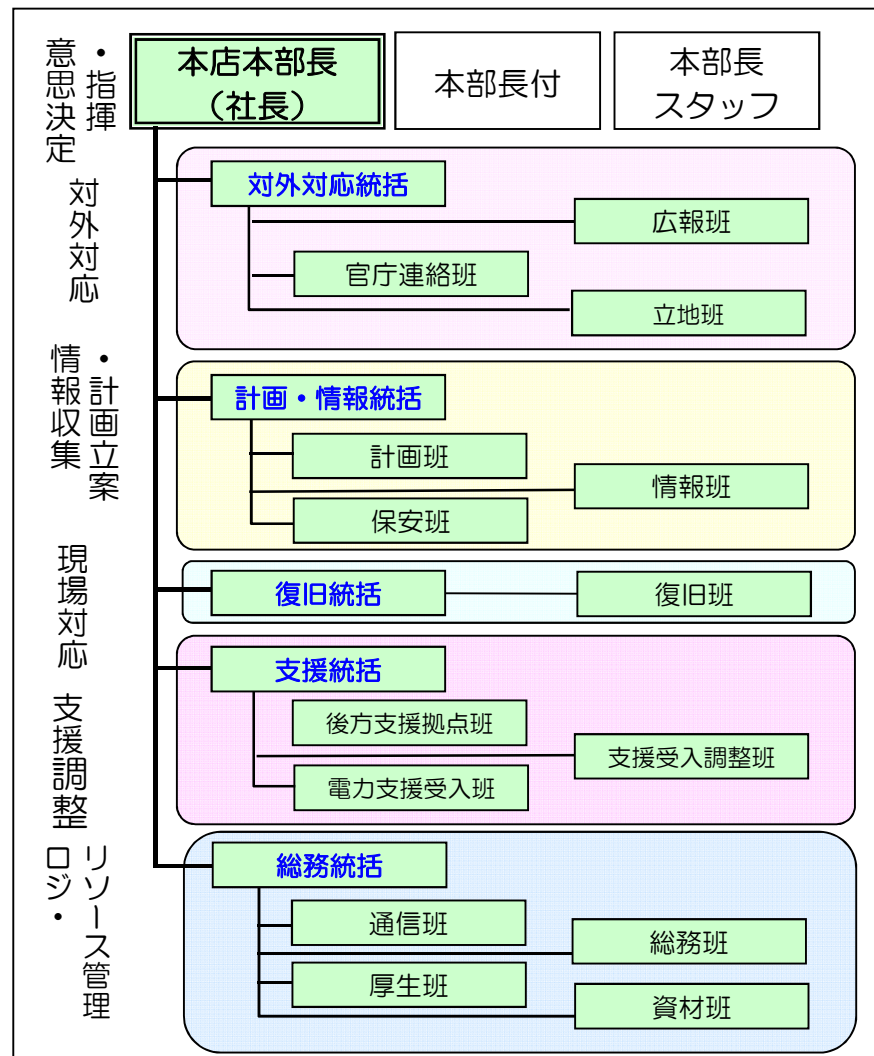 意思決定
・指揮
本店本部長
（社長）
本部長付
本部長
スタッフ
対外対応
対外対応統括
広報班
官庁連絡班
立地班
情報収集
・計画立案
計画・情報統括
計画班
情報班
保安班
現場対応
復旧統括
復旧班
支援調整
支援統括
後方支援拠点班
支援受入調整班
電力支援受入班
ロジ・
リソース管理
総務統括
通信班
総務班
厚生班
資材班